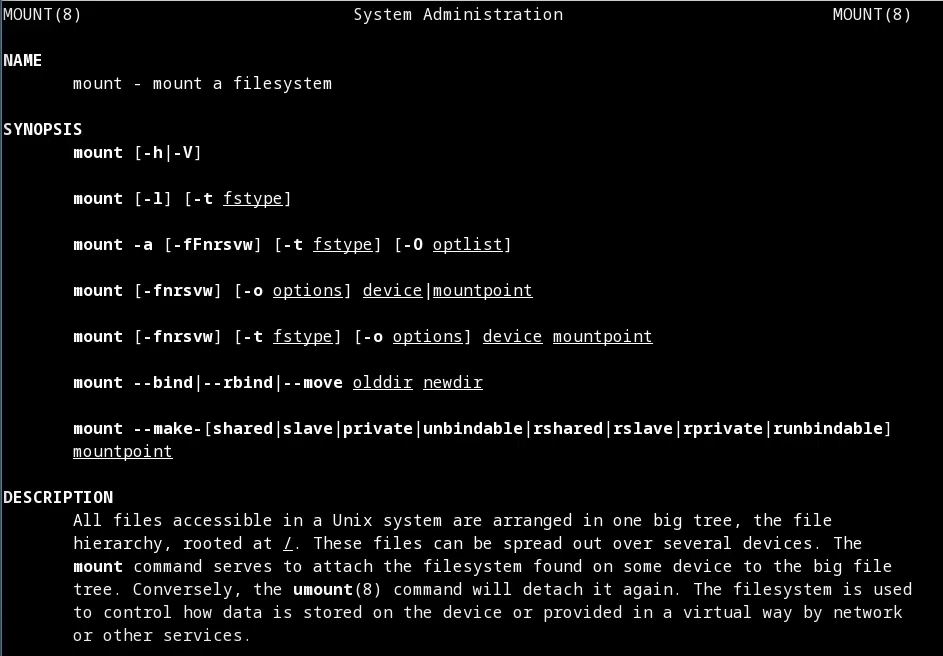 MOUNT(8) System Administration MOUNT(8)
NAME
mount - mount a filesystem
SYNOPSIS
mount [-h|-V]
mount [-l] [-t fstype]
mount -a [-fFnrsvw] [-t fstype] [-O optlist]
mount [-fnrsvw] [-o options] device|mountpoint
mount [-fnrsvw] [-t fstype] [-o options] device mountpoint
mount --bind|--rbind|--move olddir newdir
mount --make-[shared|slave|private|unbindable|rshared|rslave|rprivate|runbindable]
mountpoint
DESCRIPTION
All files accessible in a Unix system are arranged in one big tree, the file
hierarchy, rooted at /. These files can be spread out over several devices. The
mount command serves to attach the filesystem found on some device to the big file
tree. Conversely, the umount(8) command will detach it again. The filesystem is used
to control how data is stored on the device or provided in a virtual way by network
or other services.